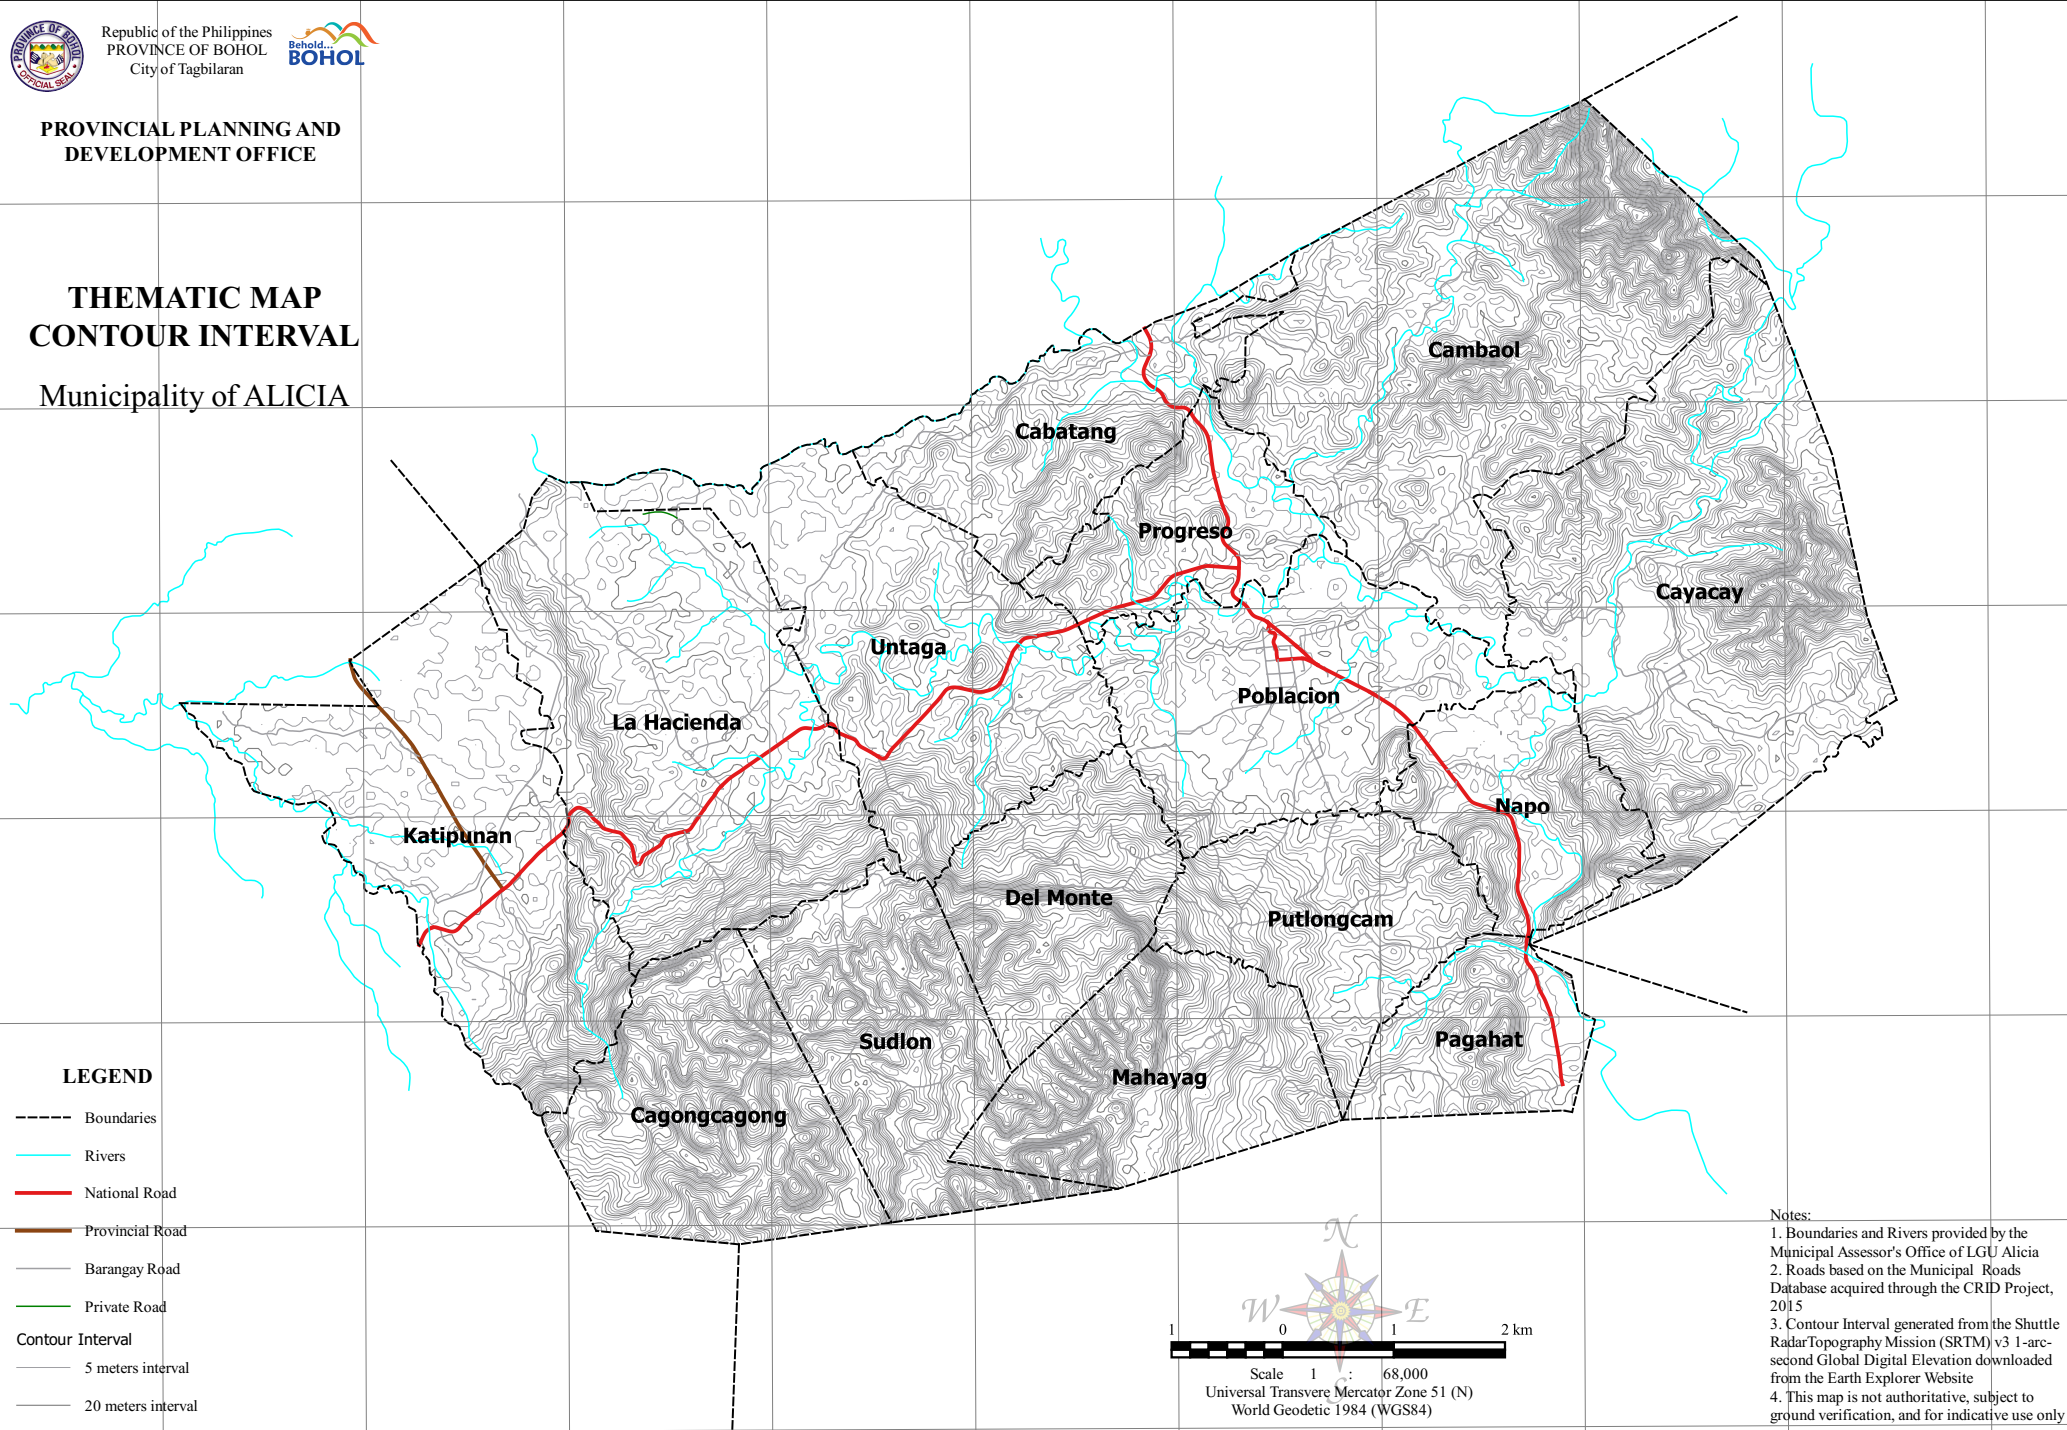 PROVINCE OF BOHOL
OFFICIAL SEAL
Republic of the Philippines
PROVINCE OF BOHOL
City of Tagbilaran
Behold...
BOHOL
PROVINCIAL PLANNING AND
DEVELOPMENT OFFICE
THEMATIC MAP
CONTOUR INTERVAL
Municipality of ALICIA
Cambaol
Cabatang
Progreso
Cayacay
Untaga
Poblacion
La Hacienda
Napo
Katipunan
Del Monte
Putlongcam
Sudlon
Pagahat
Mahayag
Cagongcagong
LEGEND
Boundaries
Rivers
National Road
Provincial Road
Barangay Road
Private Road
Contour Interval
5 meters interval
20 meters interval
N
W
E
S
1 0 1 2 km
Scale 1 : 68,000
Universal Transvere Mercator Zone 51 (N)
World Geodetic 1984 (WGS84)
Notes:
1. Boundaries and Rivers provided by the
Municipal Assessor's Office of LGU Alicia
2. Roads based on the Municipal Roads
Database acquired through the CRID Project,
2015
3. Contour Interval generated from the Shuttle
RadarTopography Mission (SRTM) v3 1-arc-
second Global Digital Elevation downloaded
from the Earth Explorer Website
4. This map is not authoritative, subject to
ground verification, and for indicative use only